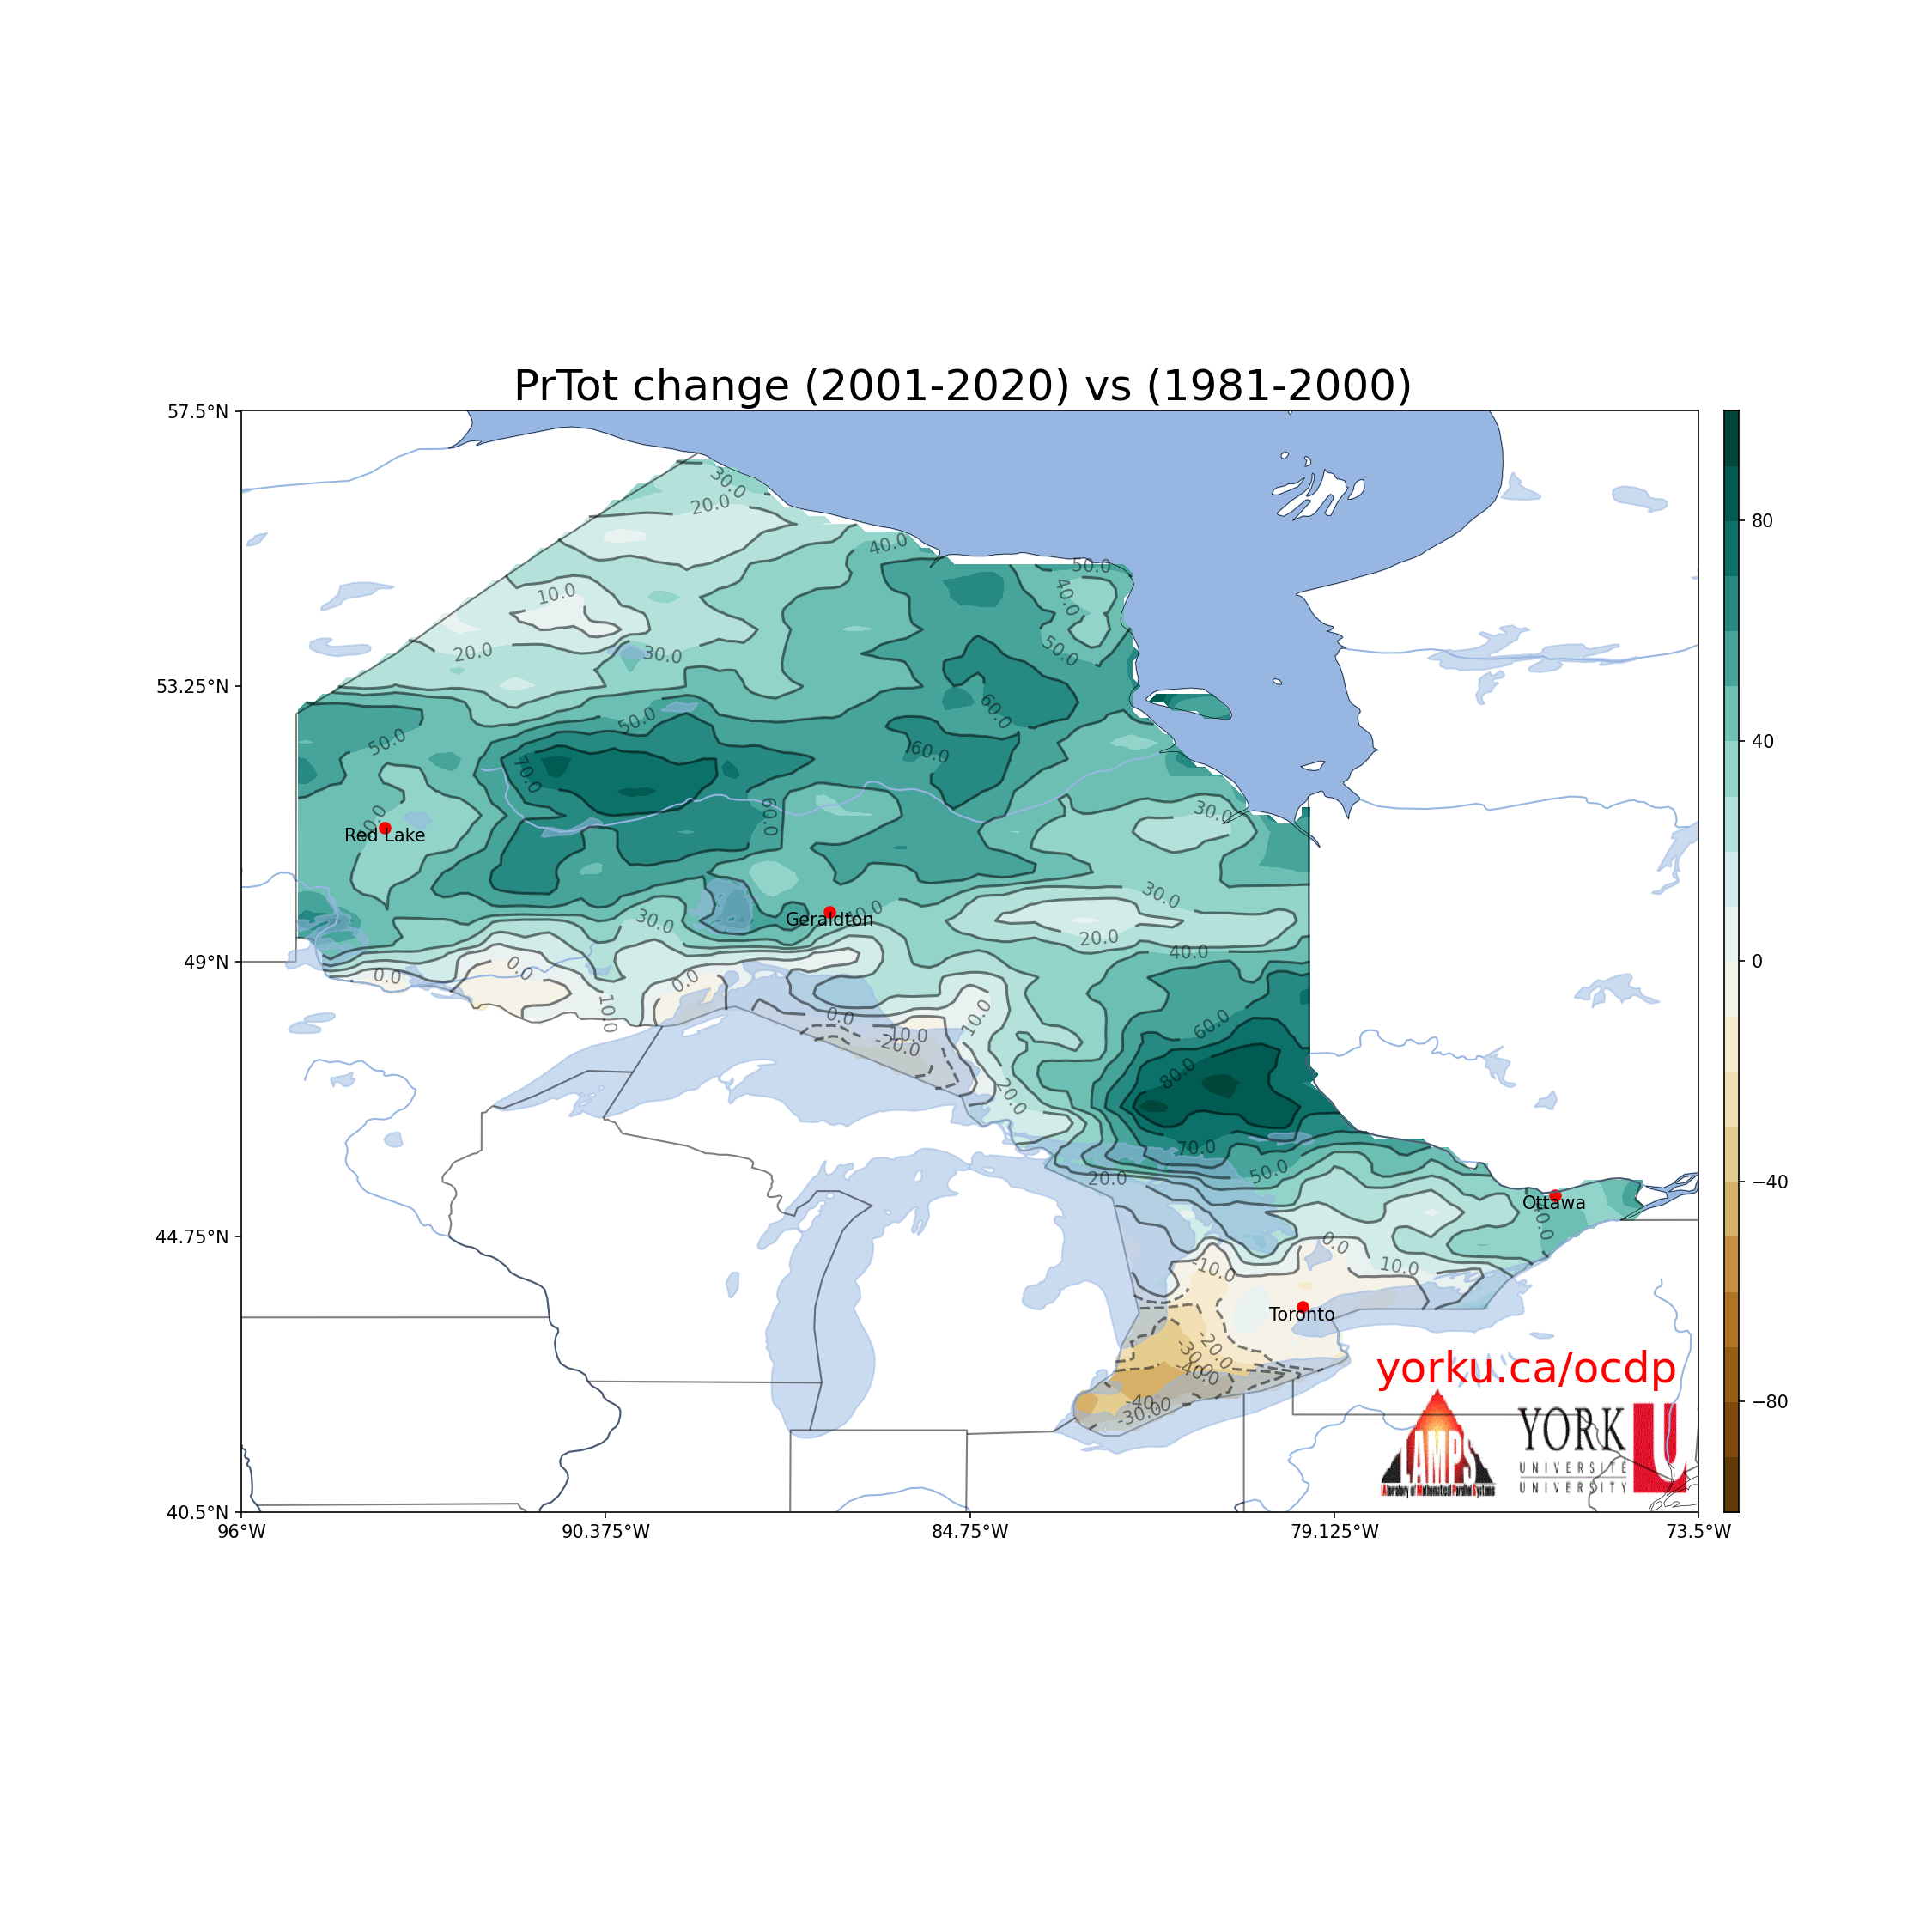 PrTot change (2001-2020) vs (1981-2000)
57.5°N
53.25°N
49°N
44.75°N
40.5°N
96°W
90.375°W
84.75°W
79.125°W
73.5°W
80
40
0
−40
−80
30.0
20.0
40.0
50.0
10.0
40.0
20.0
30.0
50.0
50.0
60.0
50.0
60.0
70.0
60.0
30.0
Red Lake
30.0
30.0
Geraldton
20.0
40.0
0.0
0.0
0.0
10.0
10.0
0.0
-20.0
60.0
80.0
20.0
70.0
20.0
50.0
Ottawa
0.0
-10.0
10.0
Toronto
-20.0
-30.0
-40.0
-40.0
-30.0
yorku.ca/ocdp
LAMPS
Laboratory of Mathematical Parallel Systems
YORK
UNIVERSITÉ
UNIVERSITY
U